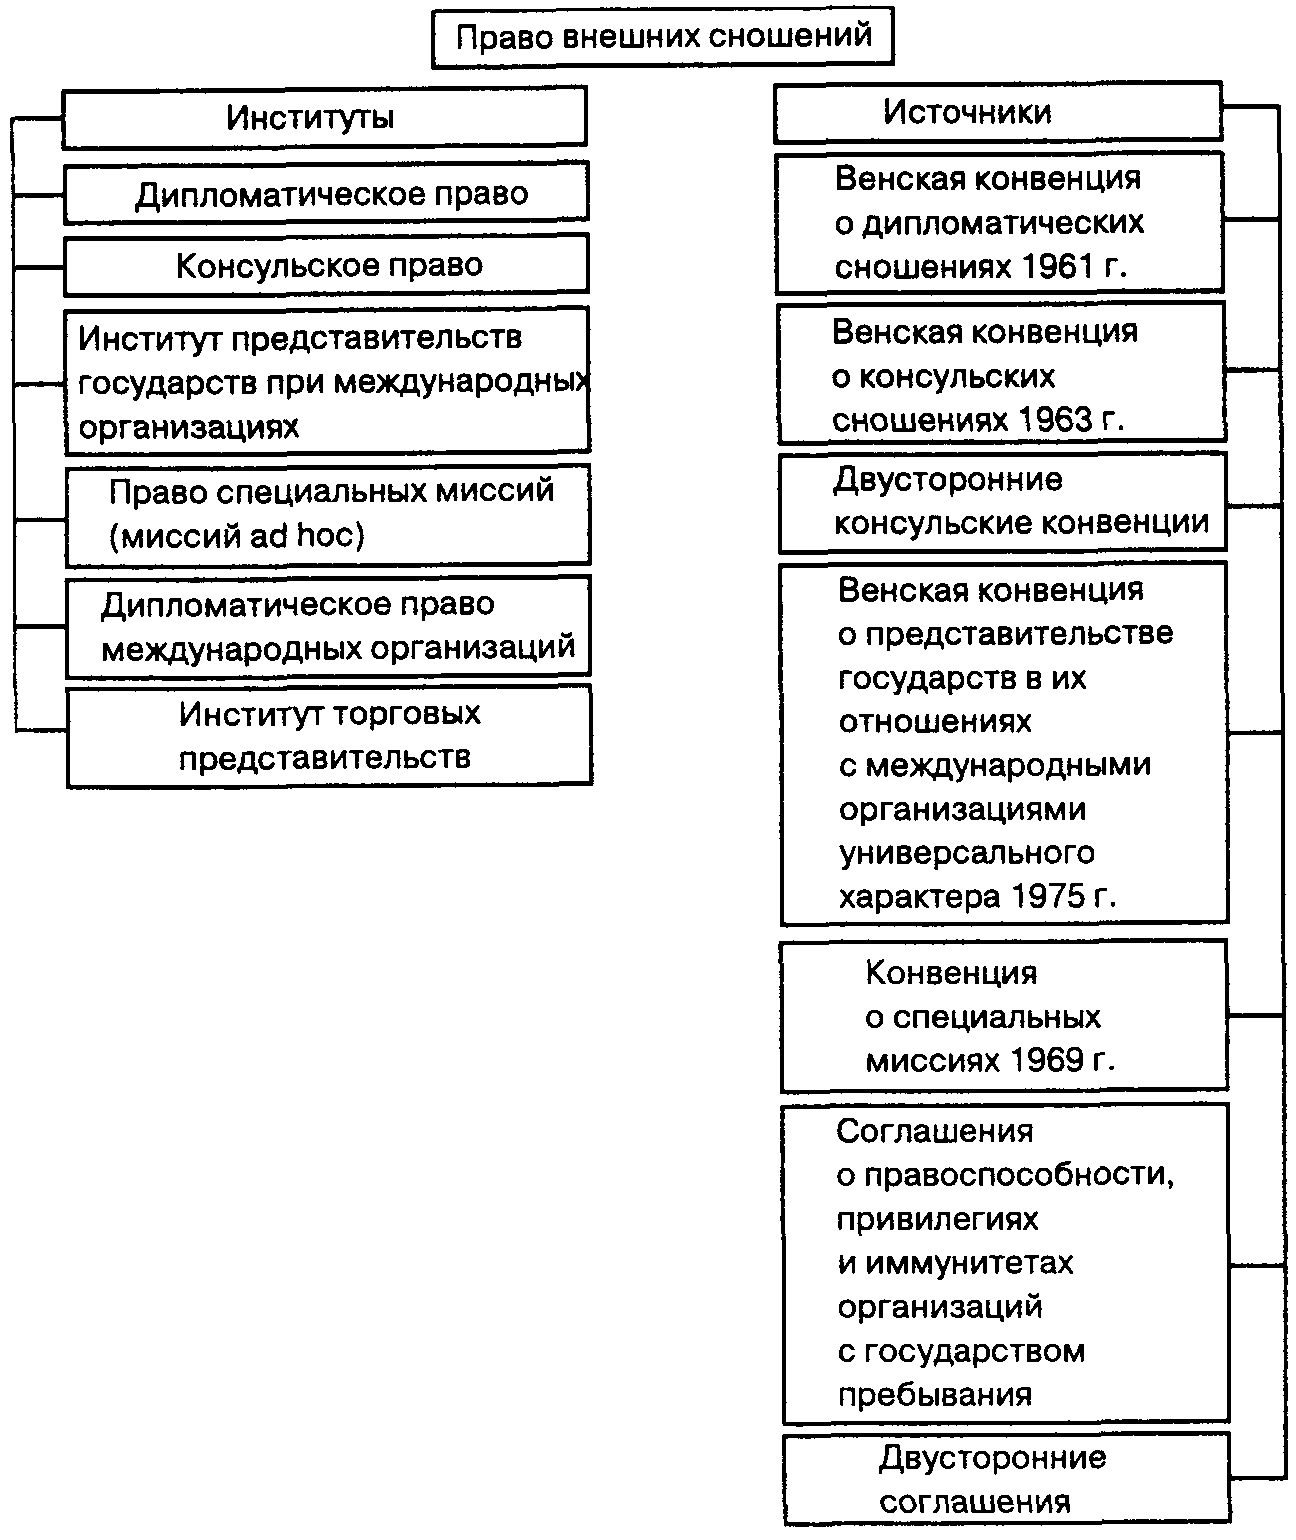 Право внешних сношений
Институты
Дипломатическое право
Консульское право
Институт представительств
государств при международных
организациях
Право специальных миссий
(миссий ad hoc)
Дипломатическое право
международных организаций
Институт торговых
представительств
Источники
Венская конвенция
о дипломатических
сношениях 1961 г.
Венская конвенция
о консульских
сношениях 1963 г.
Двусторонние
консульские конвенции
Венская конвенция
о представительстве
государств в их
отношениях
с международными
организациями
универсального
характера 1975 г.
Конвенция
о специальных
миссиях 1969 г.
Соглашения
о правоспособности,
привилегиях
и иммунитетах
организаций
с государством
пребывания
Двусторонние
соглашения